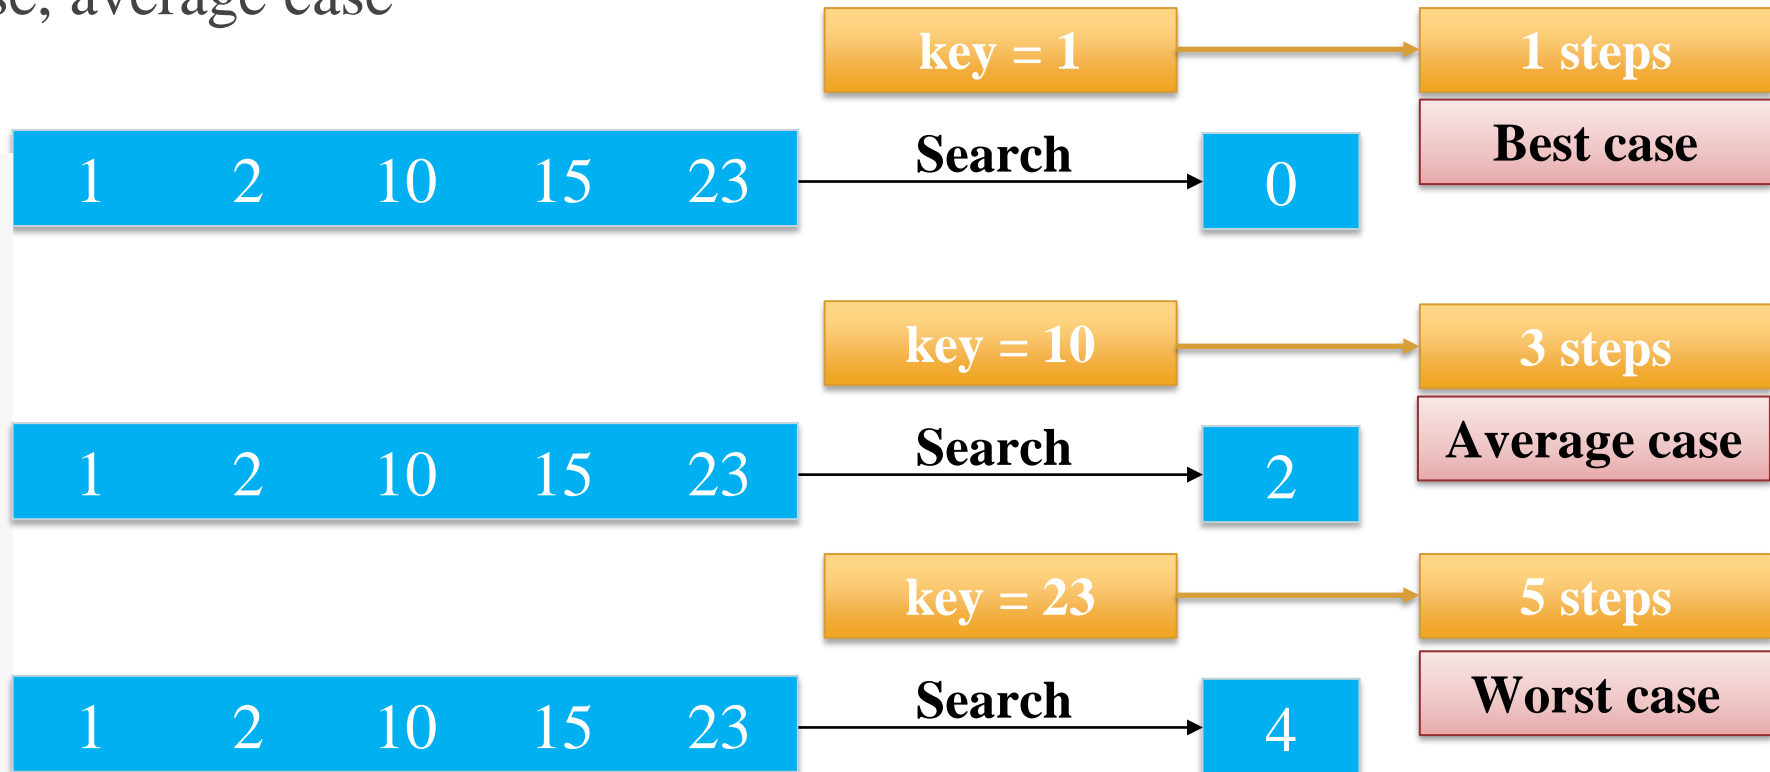 se, average case
key = 1
1 steps
Best case
1 2 10 15 23
Search
0
key = 10
3 steps
Average case
1 2 10 15 23
Search
2
key = 23
5 steps
Worst case
1 2 10 15 23
Search
4